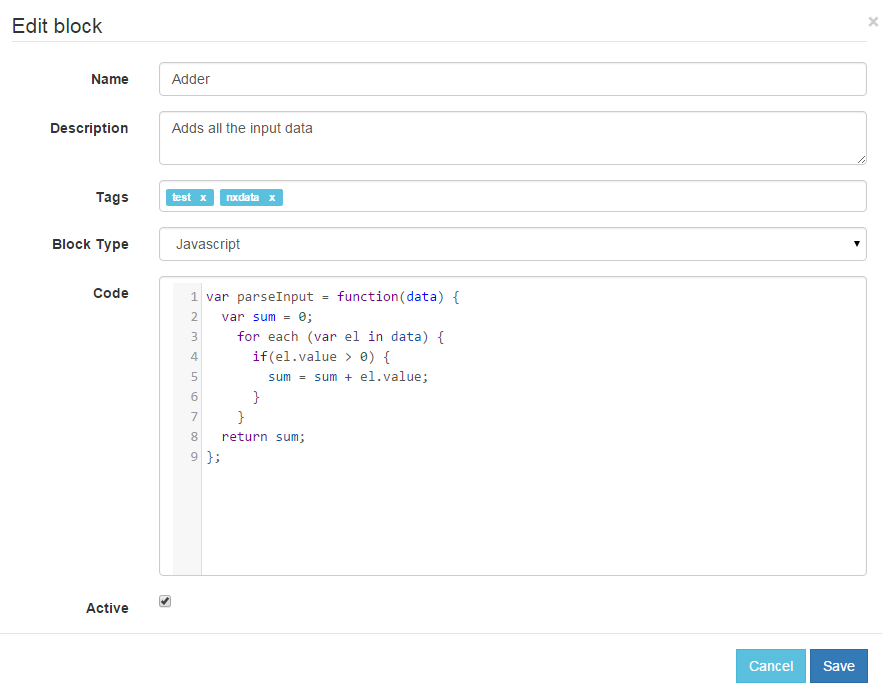 Edit block
×
Name
Adder
Description
Adds all the input data
Tags
test x nxdata x
Block Type
Javascript
Code
1 var parseInput = function(data) {
2   var sum = 0;
3     for each (var el in data) {
4       if(el.value > 0) {
5         sum = sum + el.value;
6       }
7     }
8   return sum;
9 };
Active
Cancel Save